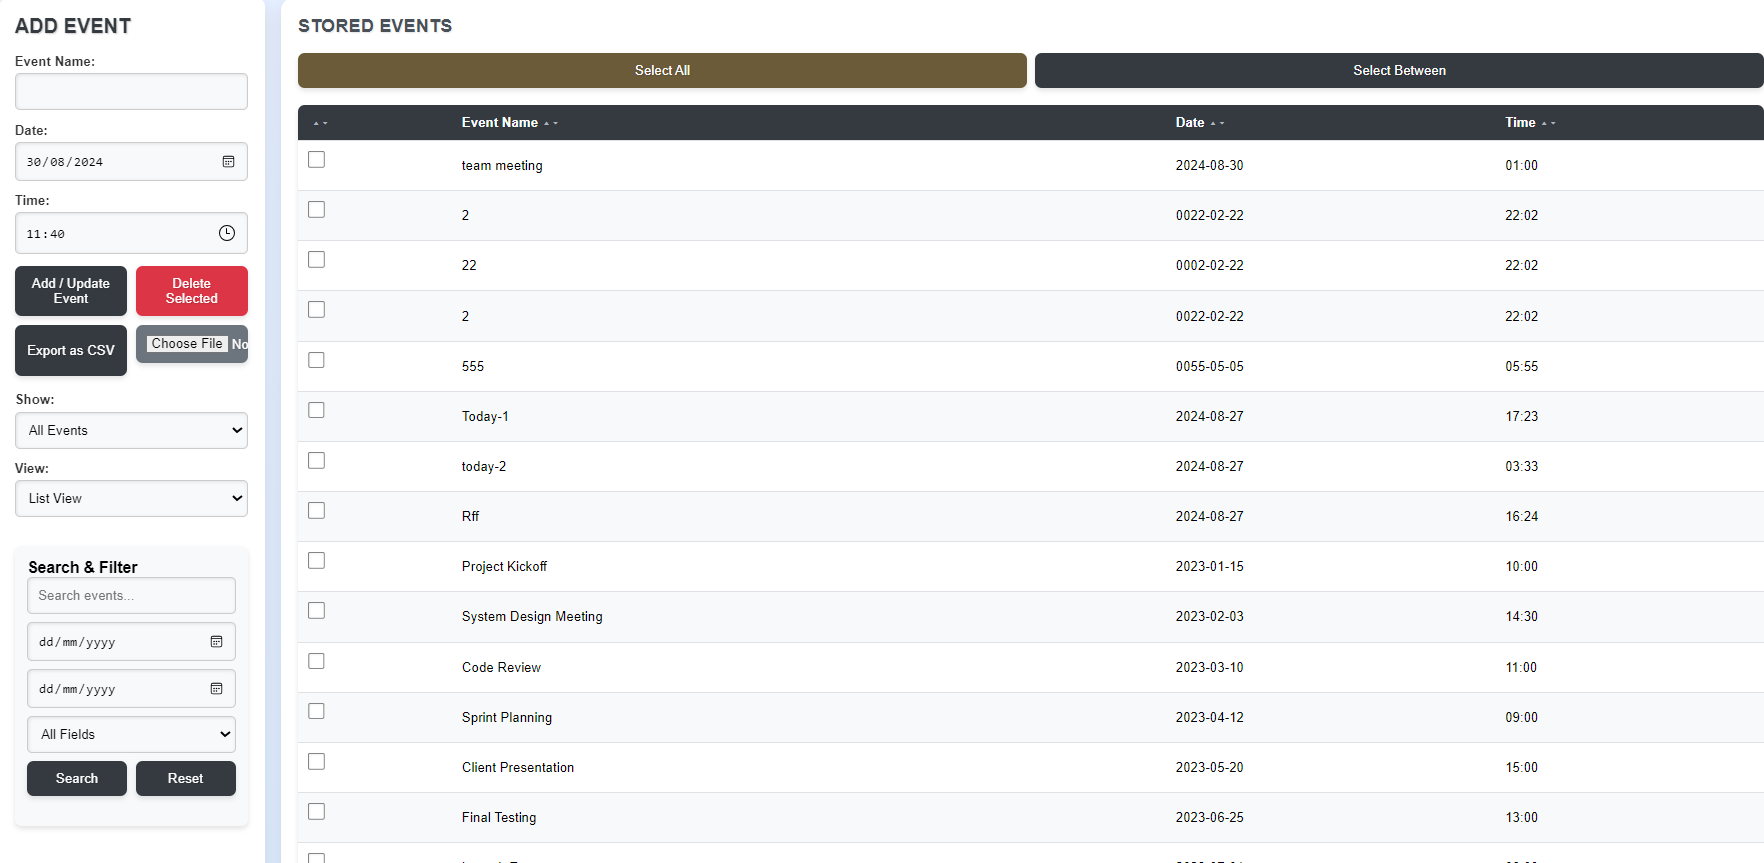 ADD EVENT
Event Name:
Date:
30/08/2024
Time:
11:40
Add / Update
Event
Delete
Selected
Export as CSV
Choose File No
Show:
All Events
View:
List View
Search & Filter
Search events...
dd/mm/yyyy
dd/mm/yyyy
All Fields
Search Reset
STORED EVENTS
Select All Select Between
Event Name Date Time
team meeting 2024-08-30 01:00
2 0022-02-22 22:02
22 0002-02-22 22:02
2 0022-02-22 22:02
555 0055-05-05 05:55
Today-1 2024-08-27 17:23
today-2 2024-08-27 03:33
Rff 2024-08-27 16:24
Project Kickoff 2023-01-15 10:00
System Design Meeting 2023-02-03 14:30
Code Review 2023-03-10 11:00
Sprint Planning 2023-04-12 09:00
Client Presentation 2023-05-20 15:00
Final Testing 2023-06-25 13:00